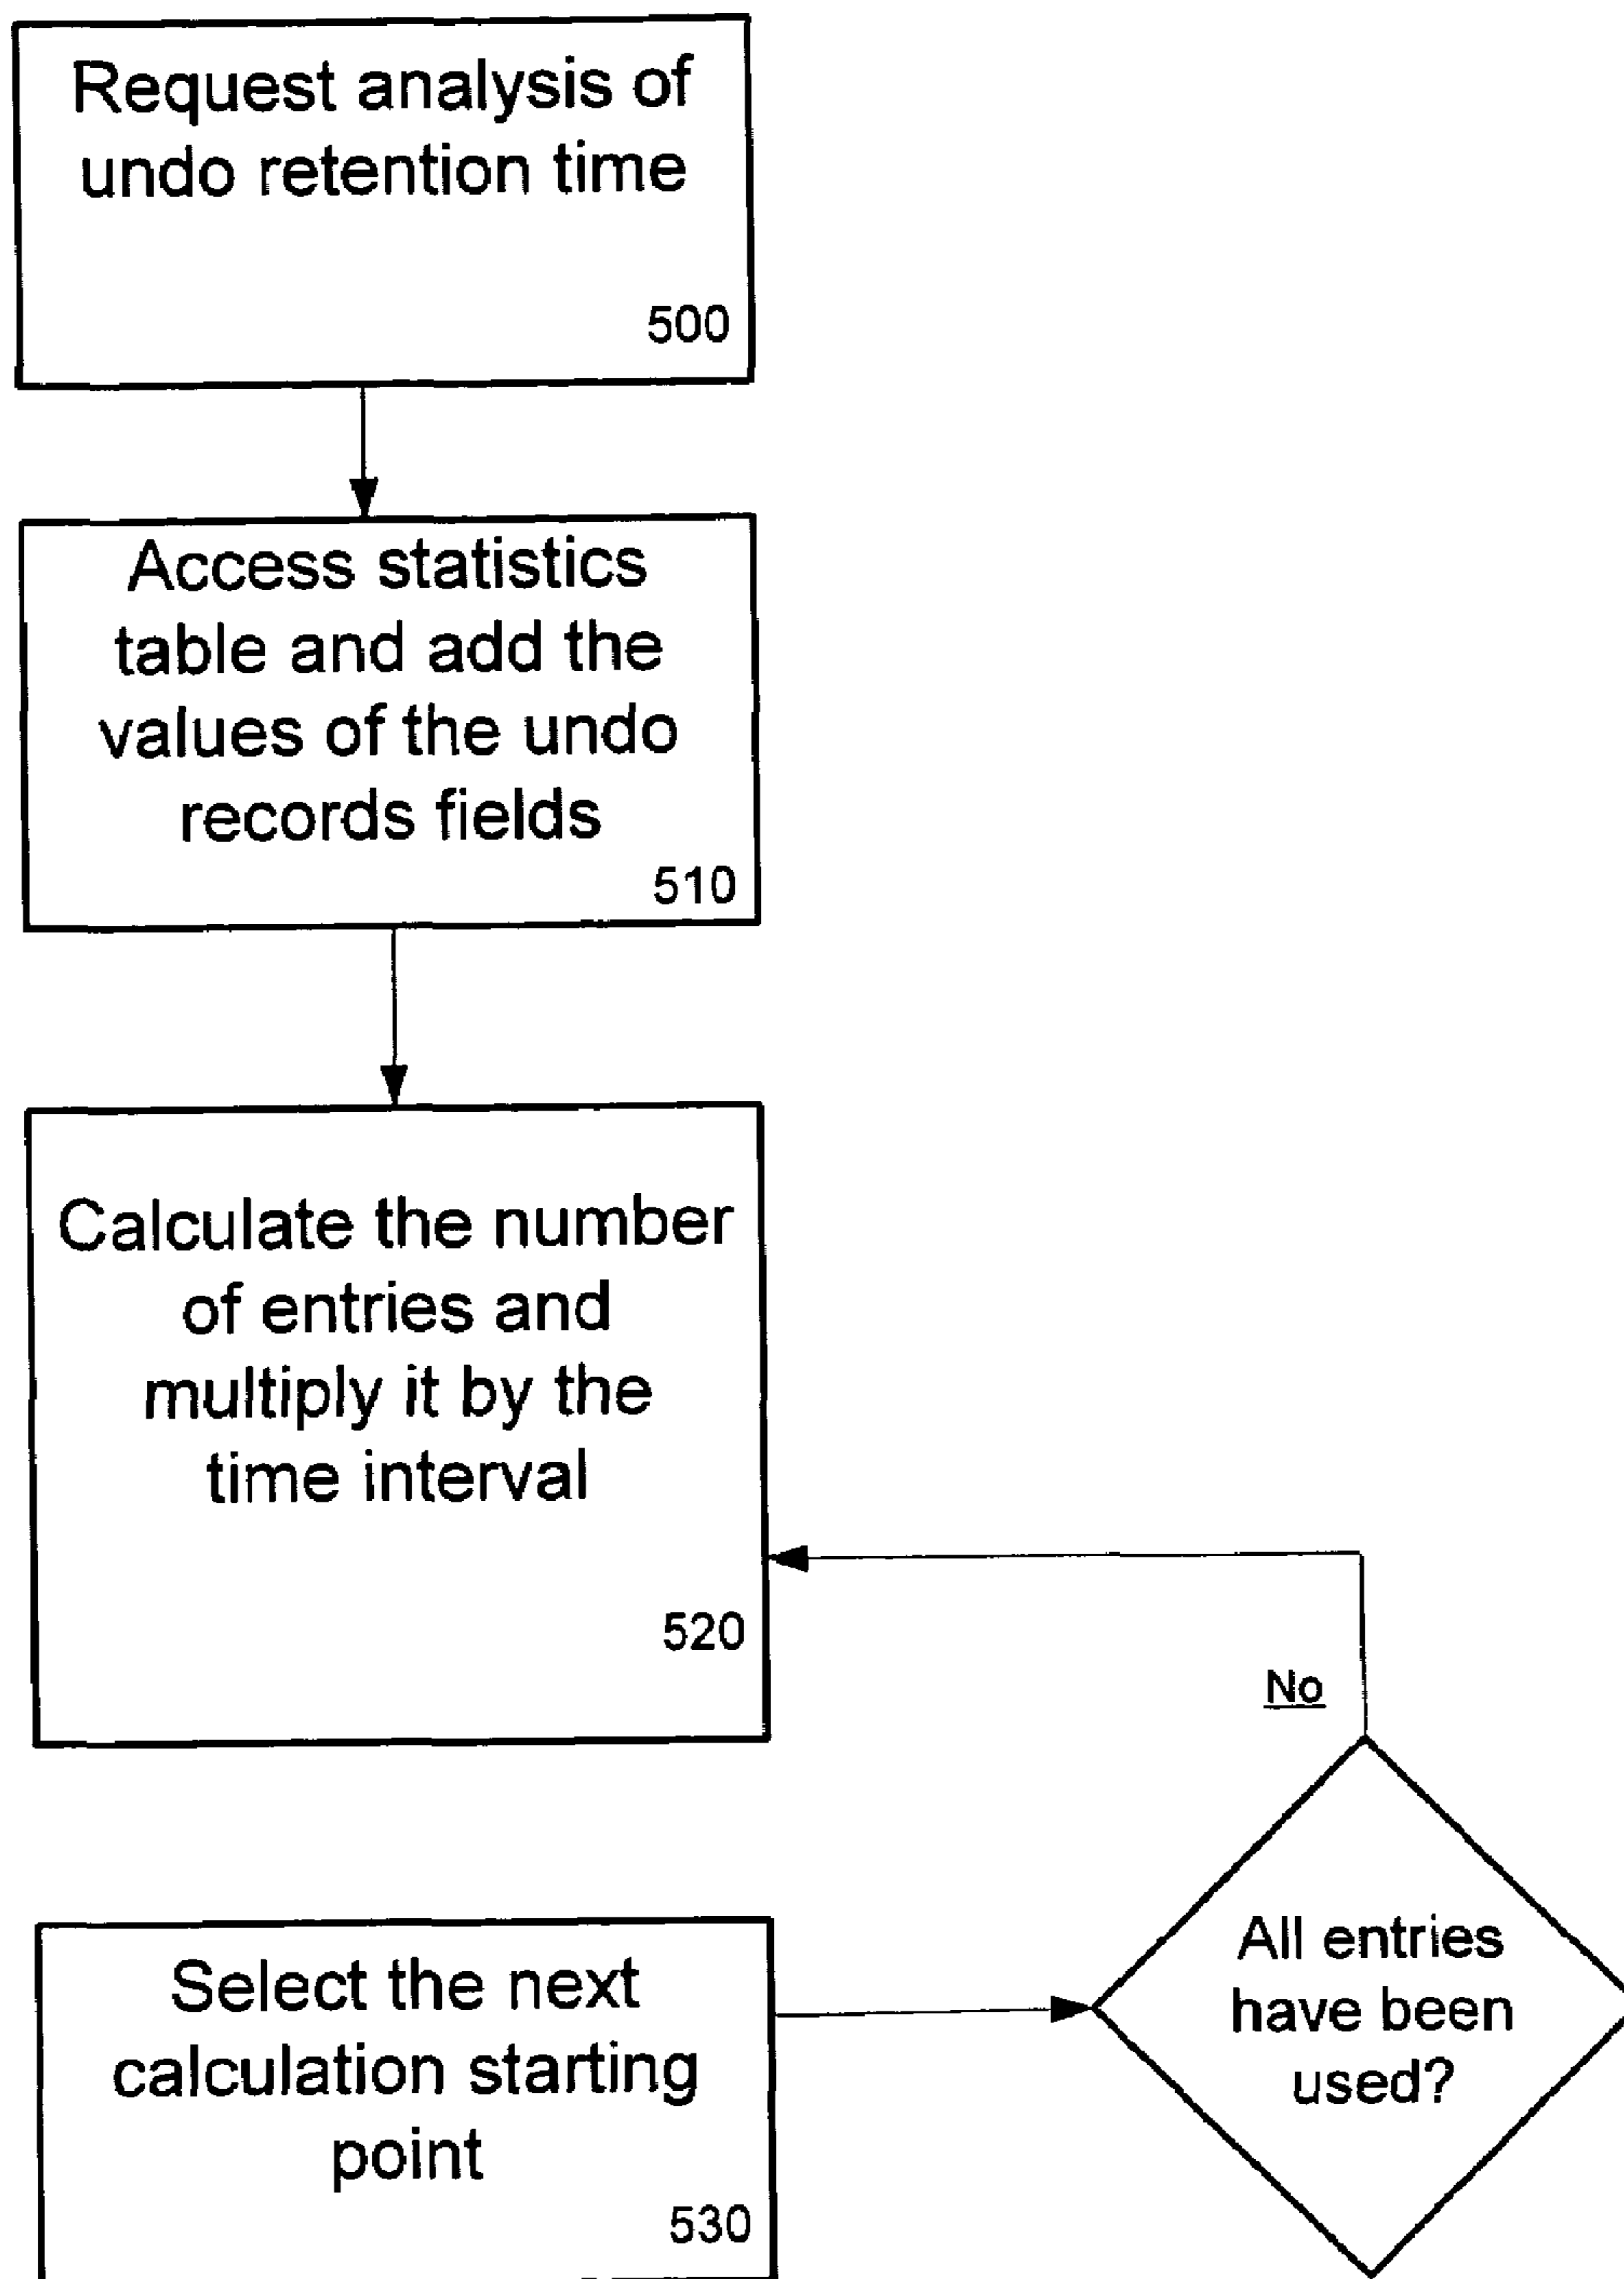 Request analysis of
undo retention time
500
Access statistics
table and add the
values of the undo
records fields
510
Calculate the number
of entries and
multiply it by the
time interval
520
No
All entries
have been
used?
Select the next
calculation starting
point
530